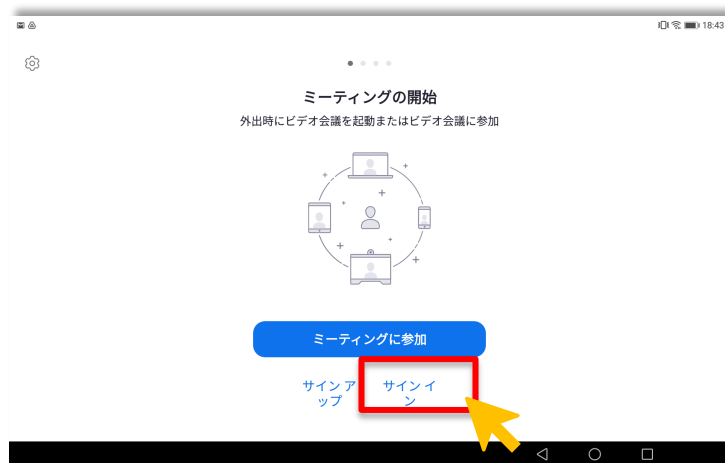 18:43
ミーティングの開始
外出時にビデオ会議を起動またはビデオ会議に参加
ミーティングに参加
サイン ア
ップ
サイン イ
ン